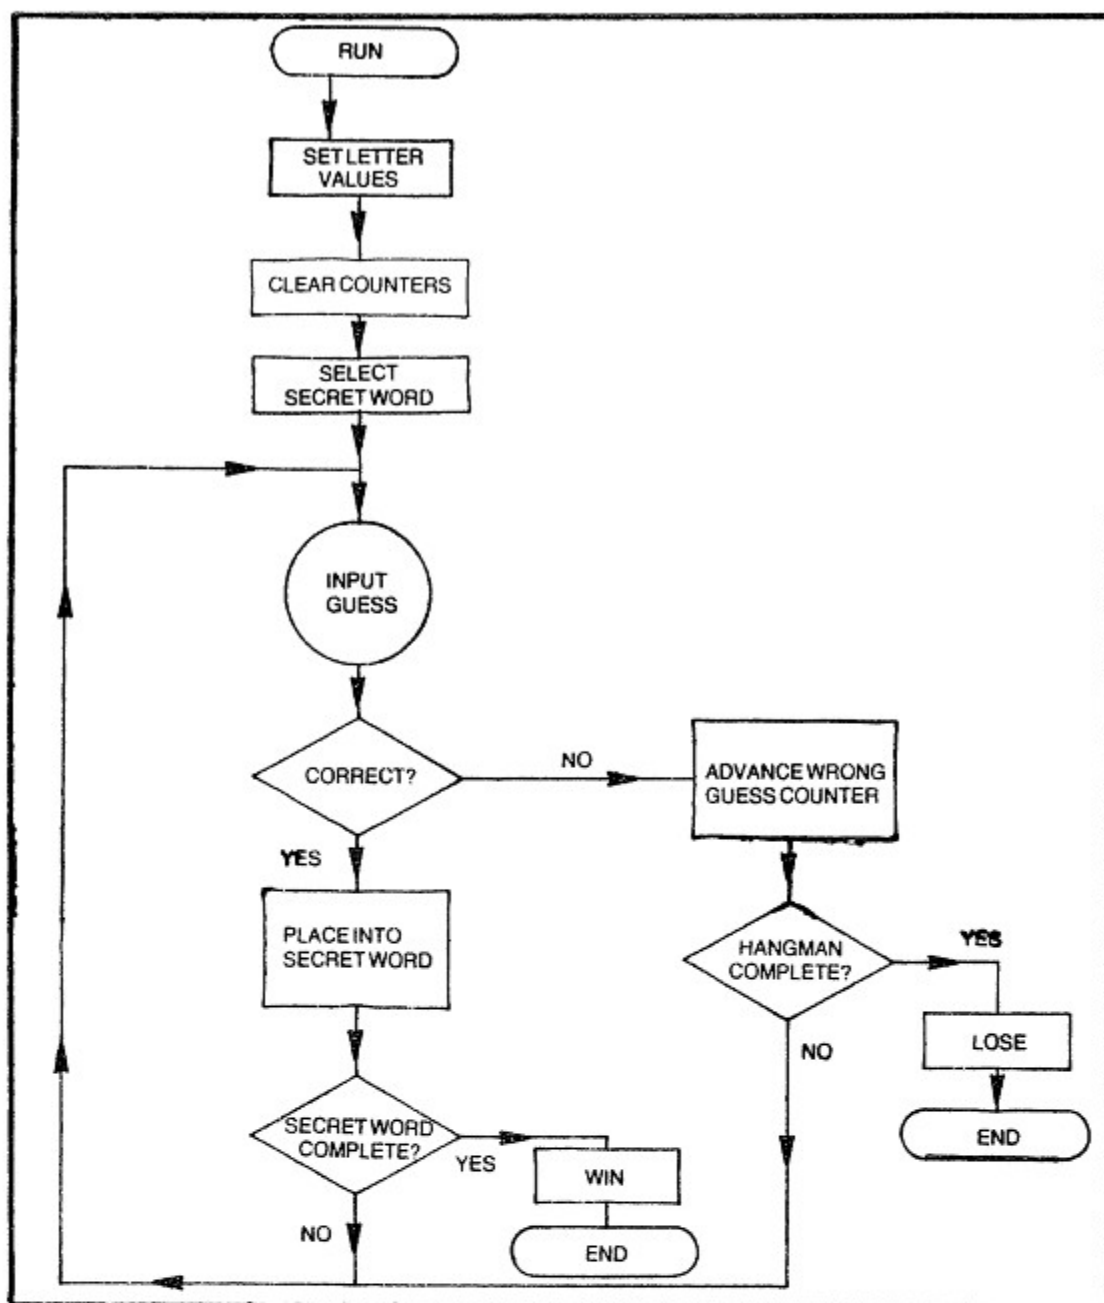 RUN
SET LETTER
VALUES
CLEAR COUNTERS
SELECT
SECRET WORD
INPUT
GUESS
CORRECT?
NO
ADVANCE WRONG
GUESS COUNTER
YES
PLACE INTO
SECRET WORD
HANGMAN
COMPLETE?
YES
LOSE
END
NO
SECRET WORD
COMPLETE?
YES
WIN
END
NO